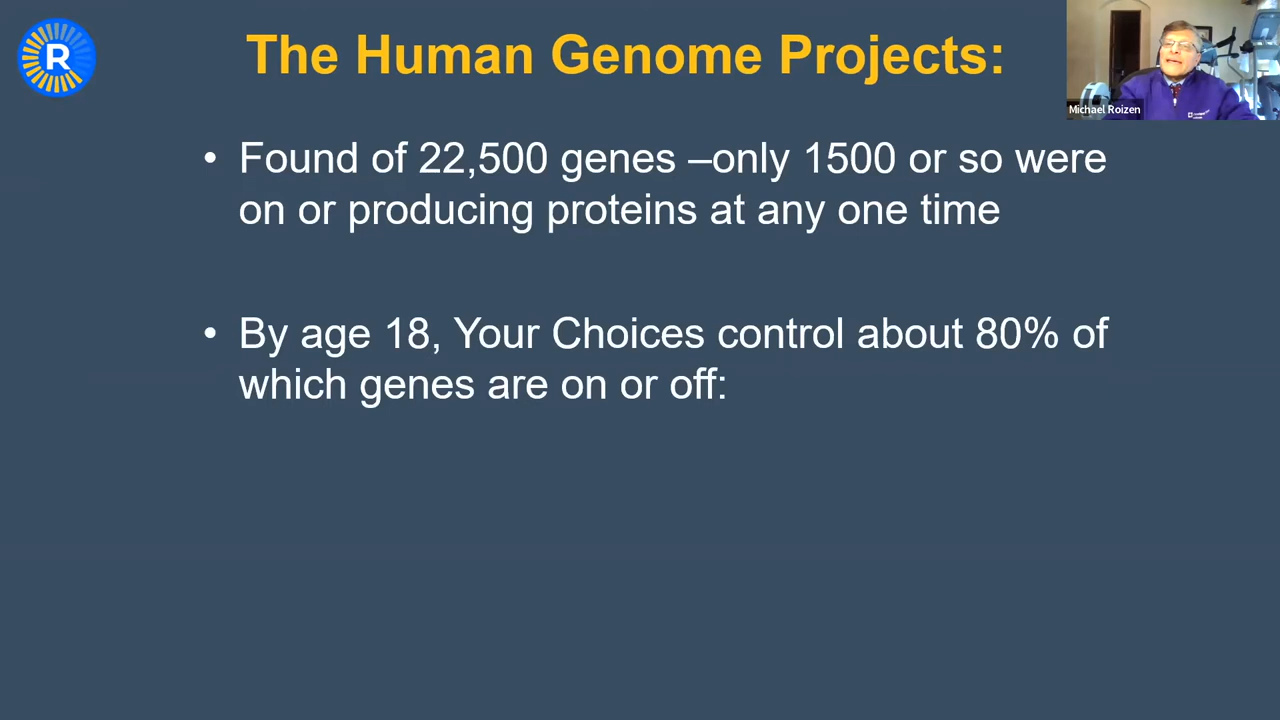 R
The Human Genome Projects:
Michael Roizen
• Found of 22,500 genes –only 1500 or so were
on or producing proteins at any one time
• By age 18, Your Choices control about 80% of
which genes are on or off: